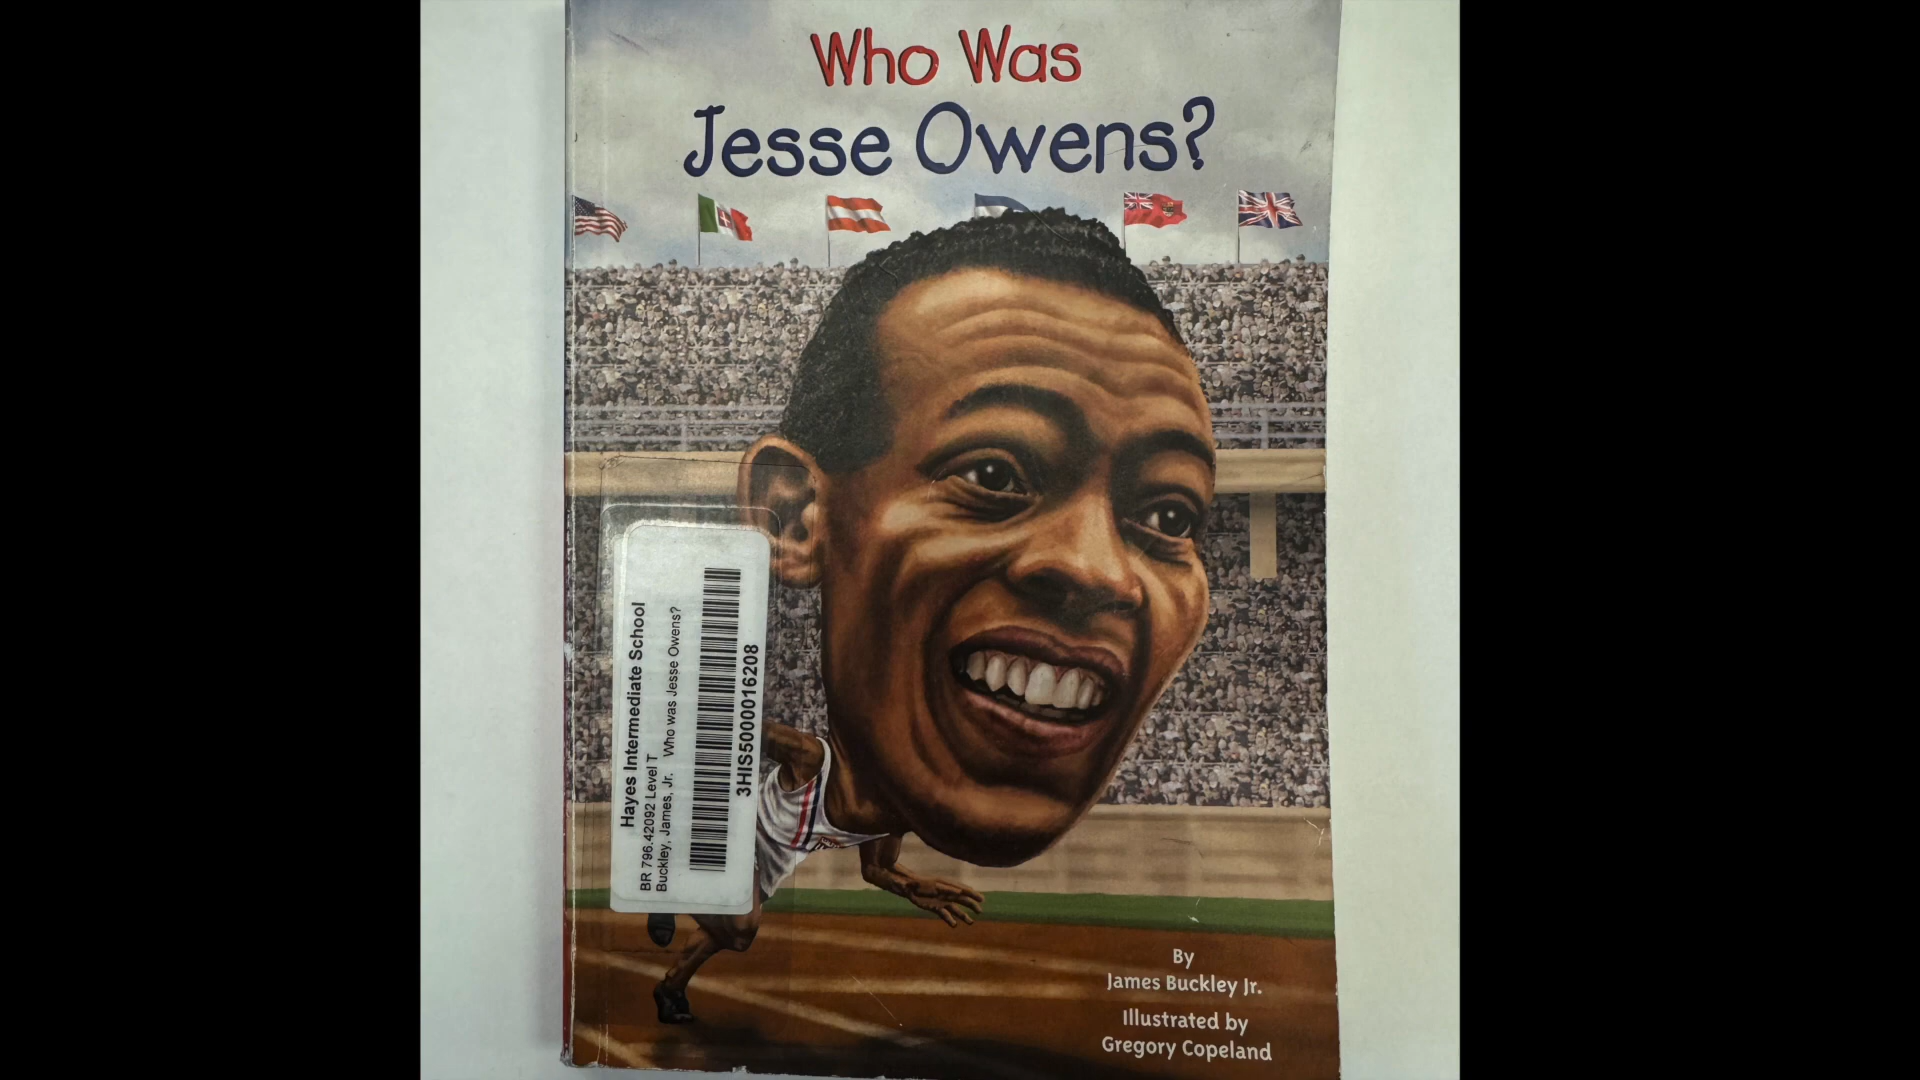 Who Was
Jesse Owens?
Hayes Intermediate School
BR 796.42092 Level T
Buckley, James, Jr. Who was Jesse Owens?
3HIS5000016208
By
James Buckley Jr.
Illustrated by
Gregory Copeland